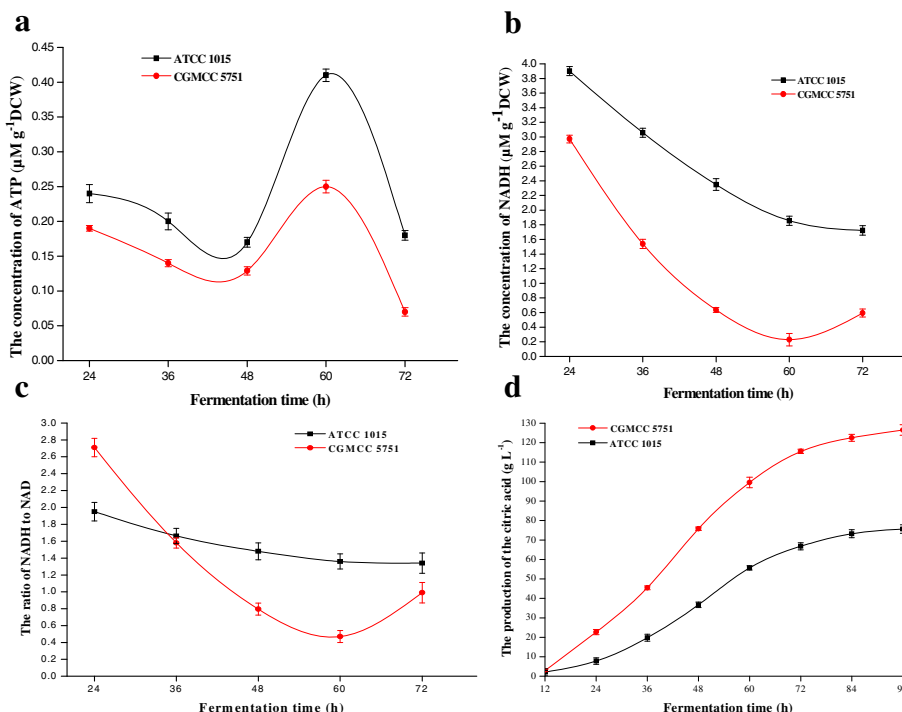 a
ATCC 1015
CGMCC 5751
The concentration of ATP (µM g⁻¹DCW)
0.45
0.40
0.35
0.30
0.25
0.20
0.15
0.10
0.05
0.00
24 36 48 60 72
Fermentation time (h)
b
ATCC 1015
CGMCC 5751
The concentration of NADH (µM g⁻¹DCW)
4.0
3.8
3.6
3.4
3.2
3.0
2.8
2.6
2.4
2.2
2.0
1.8
1.6
1.4
1.2
1.0
0.8
0.6
0.4
0.2
0.0
24 36 48 60 72
Fermentation time (h)
c
ATCC 1015
CGMCC 5751
The ratio of NADH to NAD
3.0
2.8
2.6
2.4
2.2
2.0
1.8
1.6
1.4
1.2
1.0
0.8
0.6
0.4
0.2
0.0
24 36 48 60 72
Fermentation time (h)
d
CGMCC 5751
ATCC 1015
The production of the citric acid (g L⁻¹)
130
120
110
100
90
80
70
60
50
40
30
20
10
0
12 24 36 48 60 72 84
Fermentation time (h)